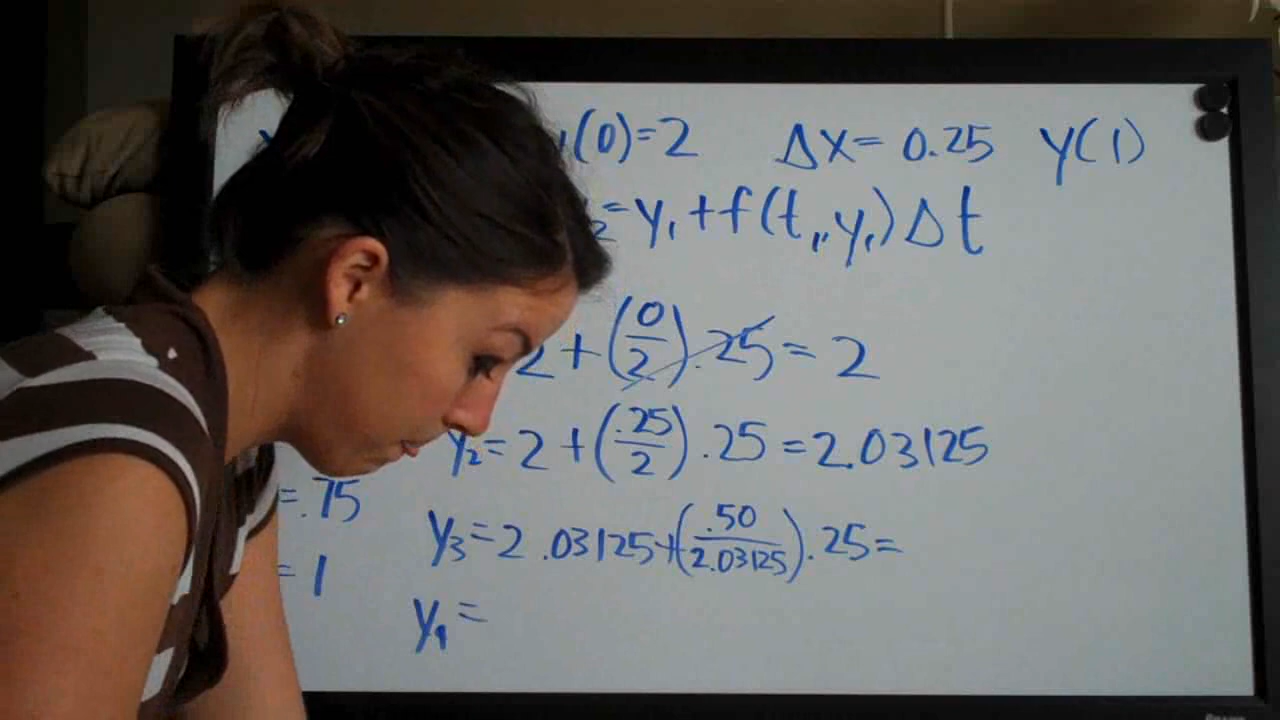 (0)=2 Δx=0.25 y(1)
₂=y₁+f(t₁,y₁)Δt
2+(0/2).25=2
y₂=2+(.25/2).25=2.03125
=.75
y₃=2.03125+(.50/2.03125).25=
=1
y₄=